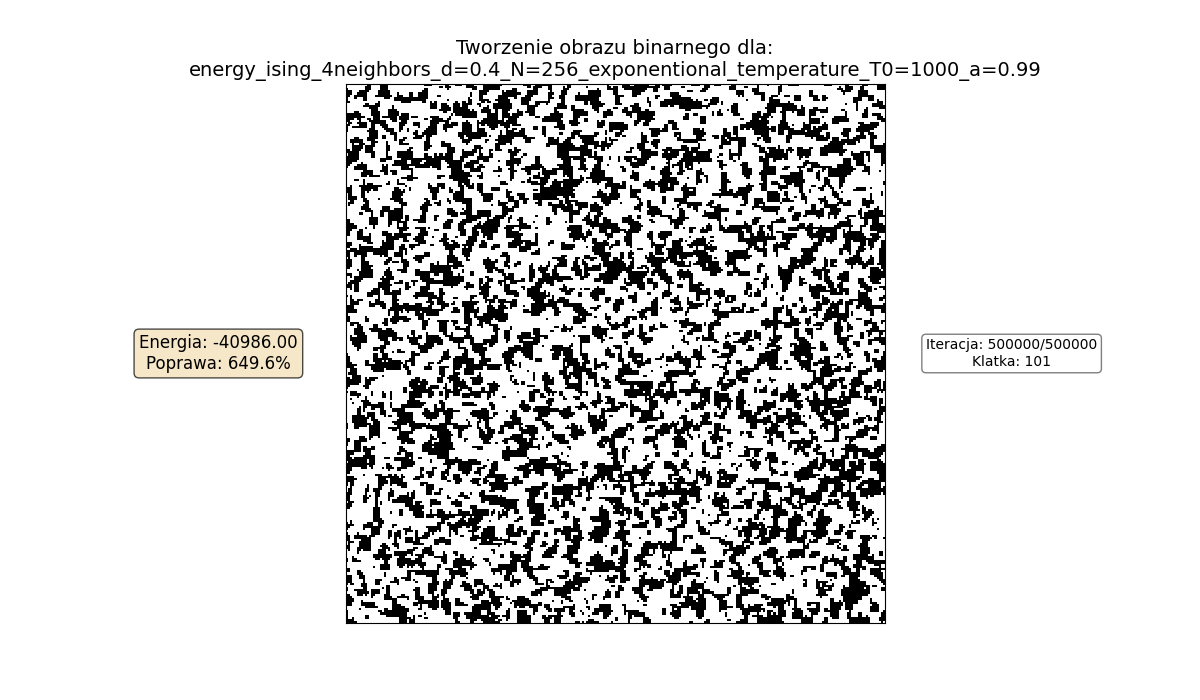 Tworzenie obrazu binarnego dla:
energy_ising_4neighbors_d=0.4_N=256_exponentional_temperature_T0=1000_a=0.99
Energia: -40986.00
Poprawa: 649.6%
Iteracja: 500000/500000
Klatka: 101